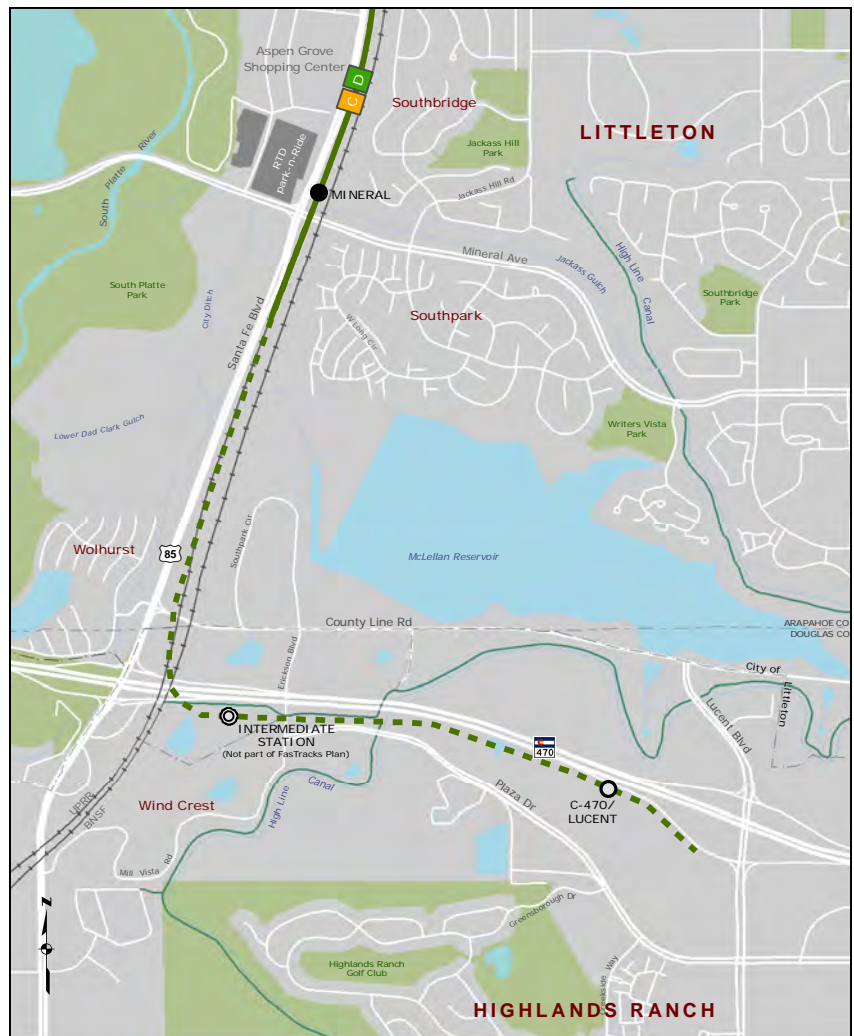 Aspen Grove
Shopping Center
D
C
Southbridge
LITTLETON
Jackass Hill
Park
RTD
park-n-Ride
South Platte River
MINERAL
Jackass Hill Rd
Mineral Ave
Jackass Gulch
High Line Canal
South Platte
Park
City Ditch
Santa Fe Blvd
Southbridge
Park
Southpark
W Long Cir
Lower Dad Clark Gulch
Writers Vista
Park
Southpark Cir
Wolhurst
85
McLellan Reservoir
County Line Rd
ARAPAHOE CO
DOUGLAS CO
City of Littleton
Erickson Blvd
Lucent Blvd
INTERMEDIATE
STATION
(Not part of FasTracks Plan)
470
C-470/
LUCENT
Plaza Dr
High Line Canal
Wind Crest
UPRR
BNSF
Mill Vista Rd
Greensborough Dr
Highlands Ranch
Golf Club
Way
HIGHLANDS RANCH
N